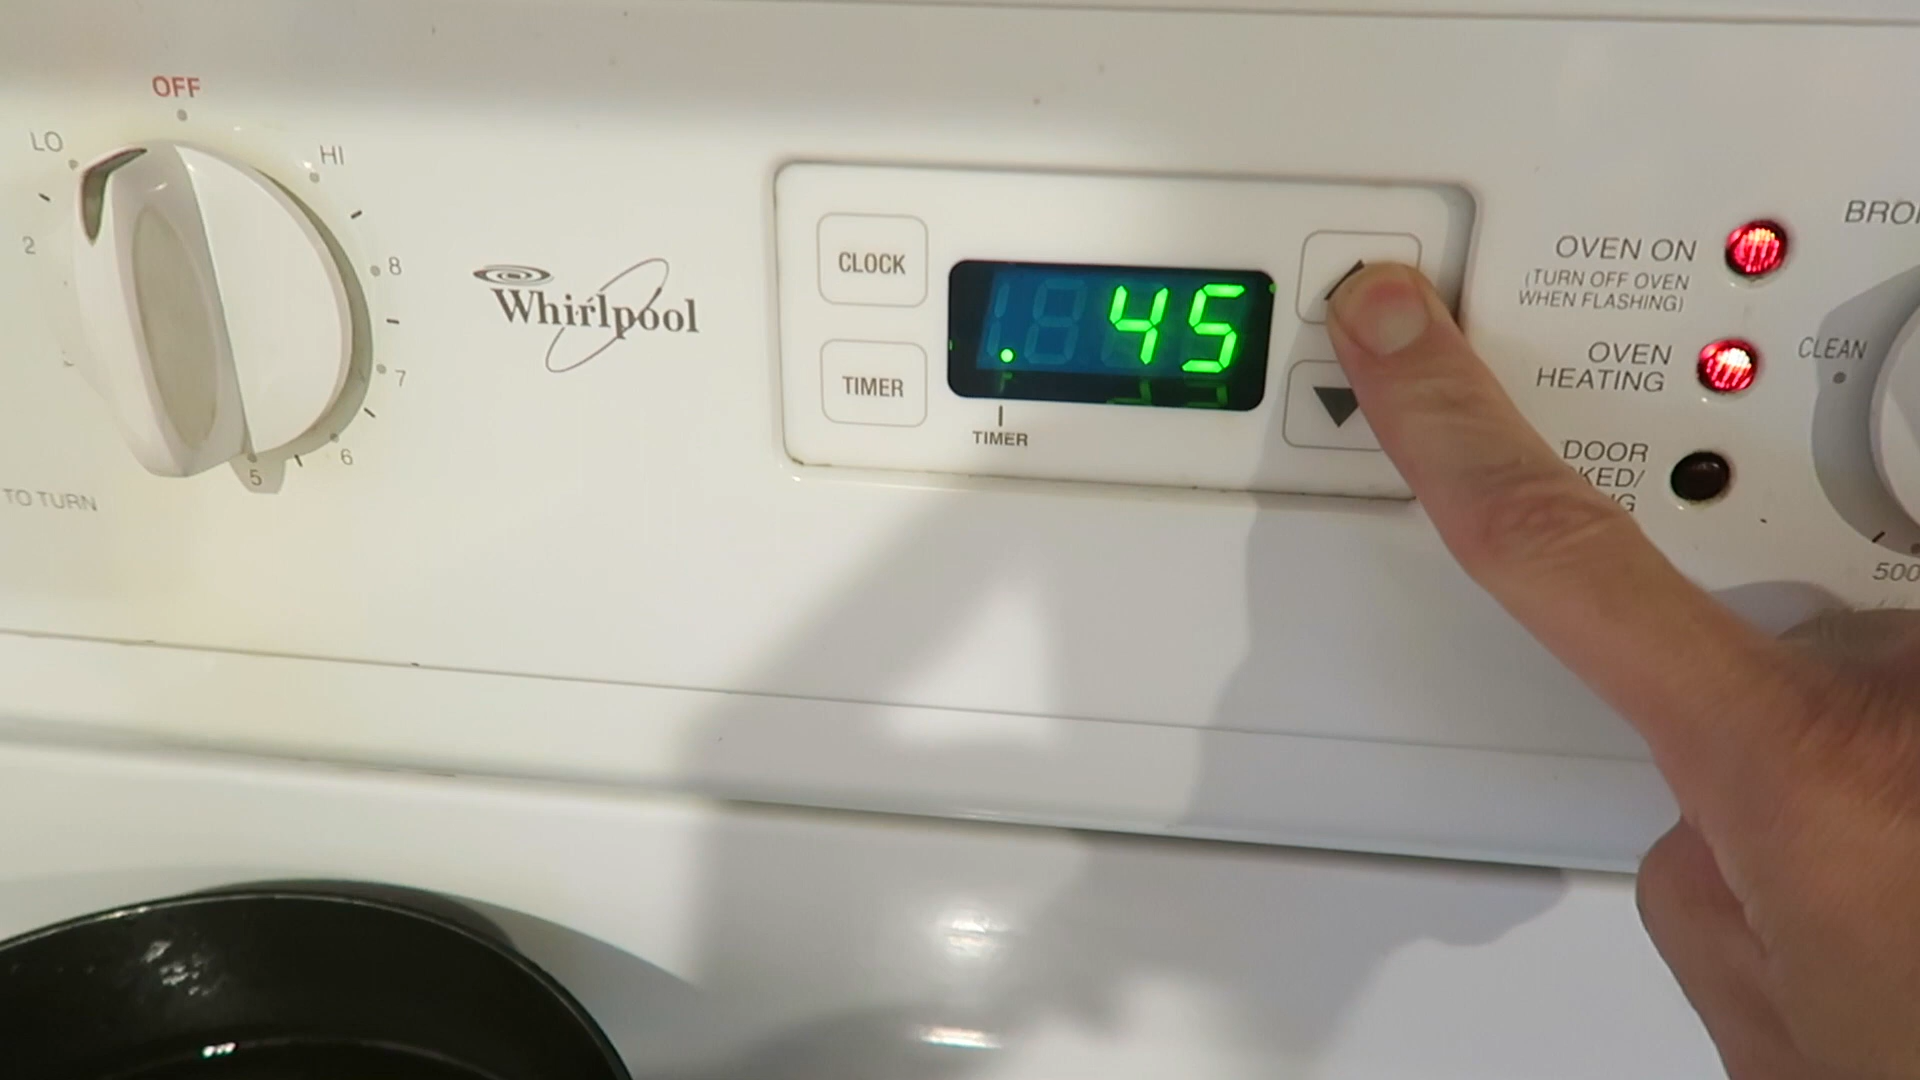 OFF
LO
HI
2
8
7
6
5
TO TURN
Whirlpool
CLOCK
TIMER
45
TIMER
OVEN ON
(TURN OFF OVEN
WHEN FLASHING)
OVEN
HEATING
DOOR
CLEAN
500